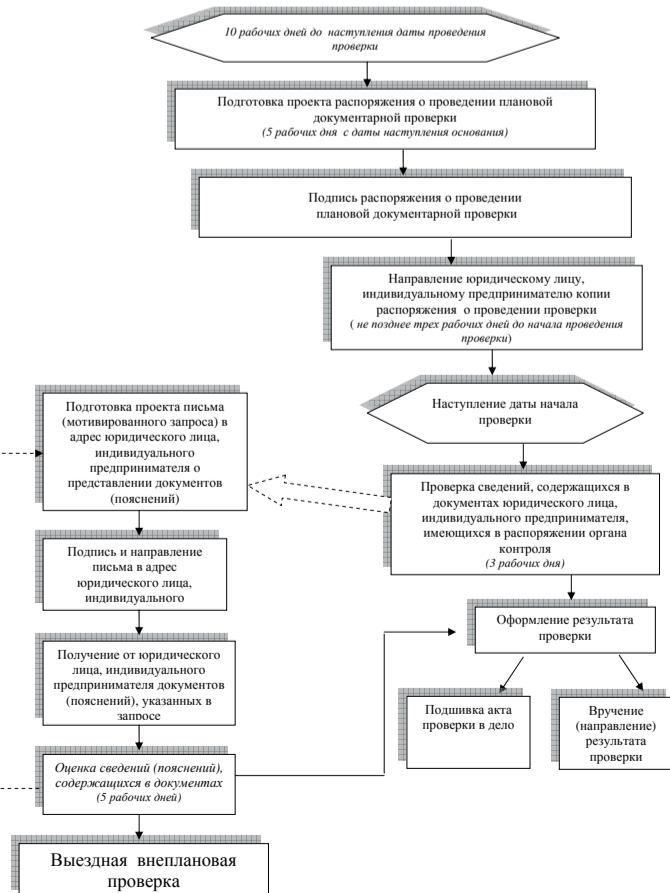 10 рабочих дней до наступления даты проведения
проверки
Подготовка проекта распоряжения о проведении плановой
документарной проверки
(5 рабочих дня с даты наступления основания)
Подпись распоряжения о проведении
плановой документарной проверки
Направление юридическому лицу,
индивидуальному предпринимателю копии
распоряжения о проведении проверки
( не позднее трех рабочих дней до начала проведения
проверки)
Наступление даты начала
проверки
Проверка сведений, содержащихся в
документах юридического лица,
индивидуального предпринимателя,
имеющихся в распоряжении органа
контроля
(3 рабочих дня)
Подготовка проекта письма
(мотивированного запроса) в
адрес юридического лица,
индивидуального
предпринимателя о
представлении документов
(пояснений)
Подпись и направление
письма в адрес
юридического лица,
индивидуального
Получение от юридического
лица, индивидуального
предпринимателя документов
(пояснений), указанных в
запросе
Оценка сведений (пояснений),
содержащихся в документах
(5 рабочих дней)
Выездная внеплановая
проверка
Оформление результата
проверки
Подшивка акта
проверки в дело
Вручение
(направление)
результата
проверки